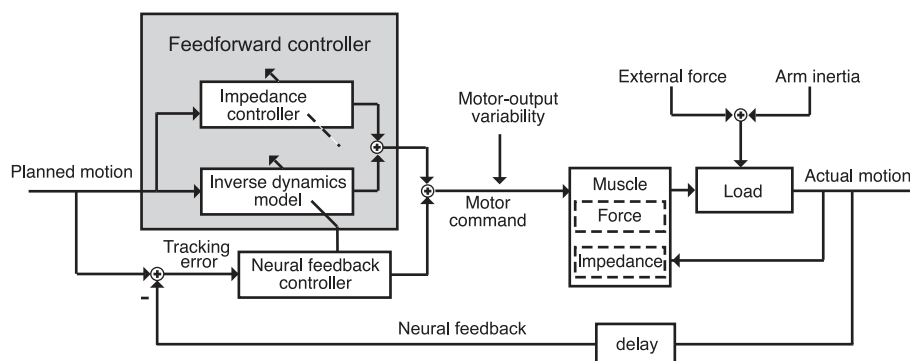 Feedforward controller
Impedance
controller
Inverse dynamics
model
Planned motion
Tracking
error
Neural feedback
controller
-
Motor-output
variability
Motor
command
Muscle
Force
Impedance
External force
Arm inertia
Load
Actual motion
Neural feedback
delay